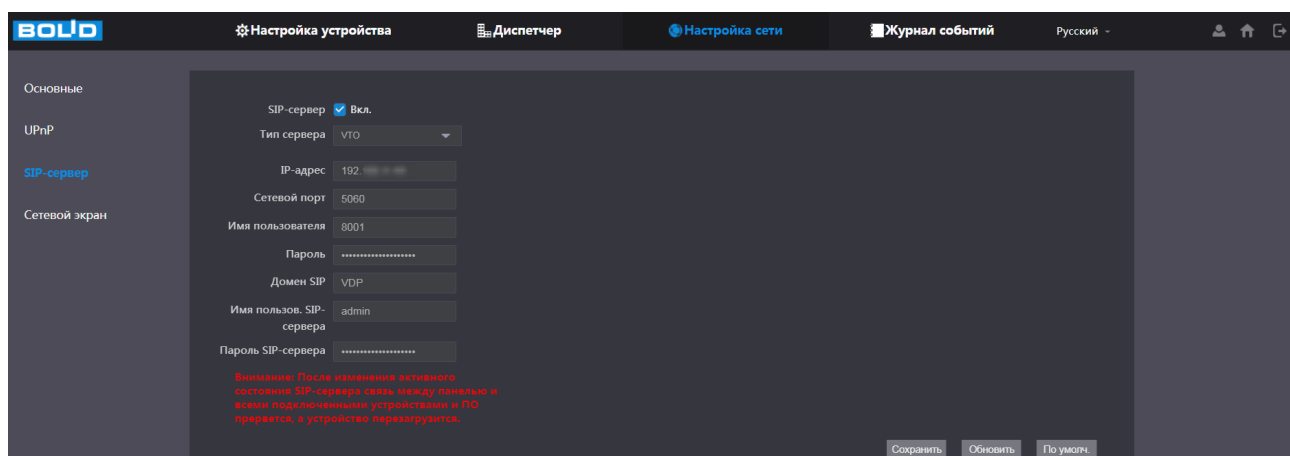 BOLID
Настройка устройства
Диспетчер
Настройка сети
Журнал событий
Русский
Основные
UPnP
SIP-сервер
Сетевой экран
SIP-сервер Вкл.
Тип сервера VTO
IP-адрес 192.
Сетевой порт 5060
Имя пользователя 8001
Пароль ••••••••••••••••••••
Домен SIP VDP
Имя пользов. SIP-
сервера admin
Пароль SIP-сервера ••••••••••••••••••••
Внимание! После изменения активного
состояние SIP-сервера связь между панелью и
всеми подключенными устройствами и ПО
прервется, а устройство перезагрузится.
Сохранить Обновить По умолч.